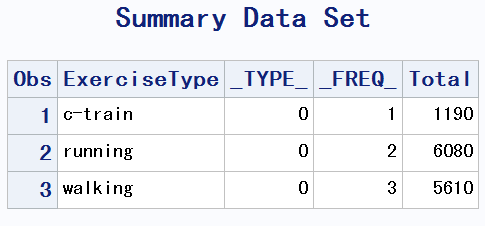 Summary Data Set
Obs ExerciseType _TYPE_ _FREQ_ Total
1 c-train 0 1 1190
2 running 0 2 6080
3 walking 0 3 5610